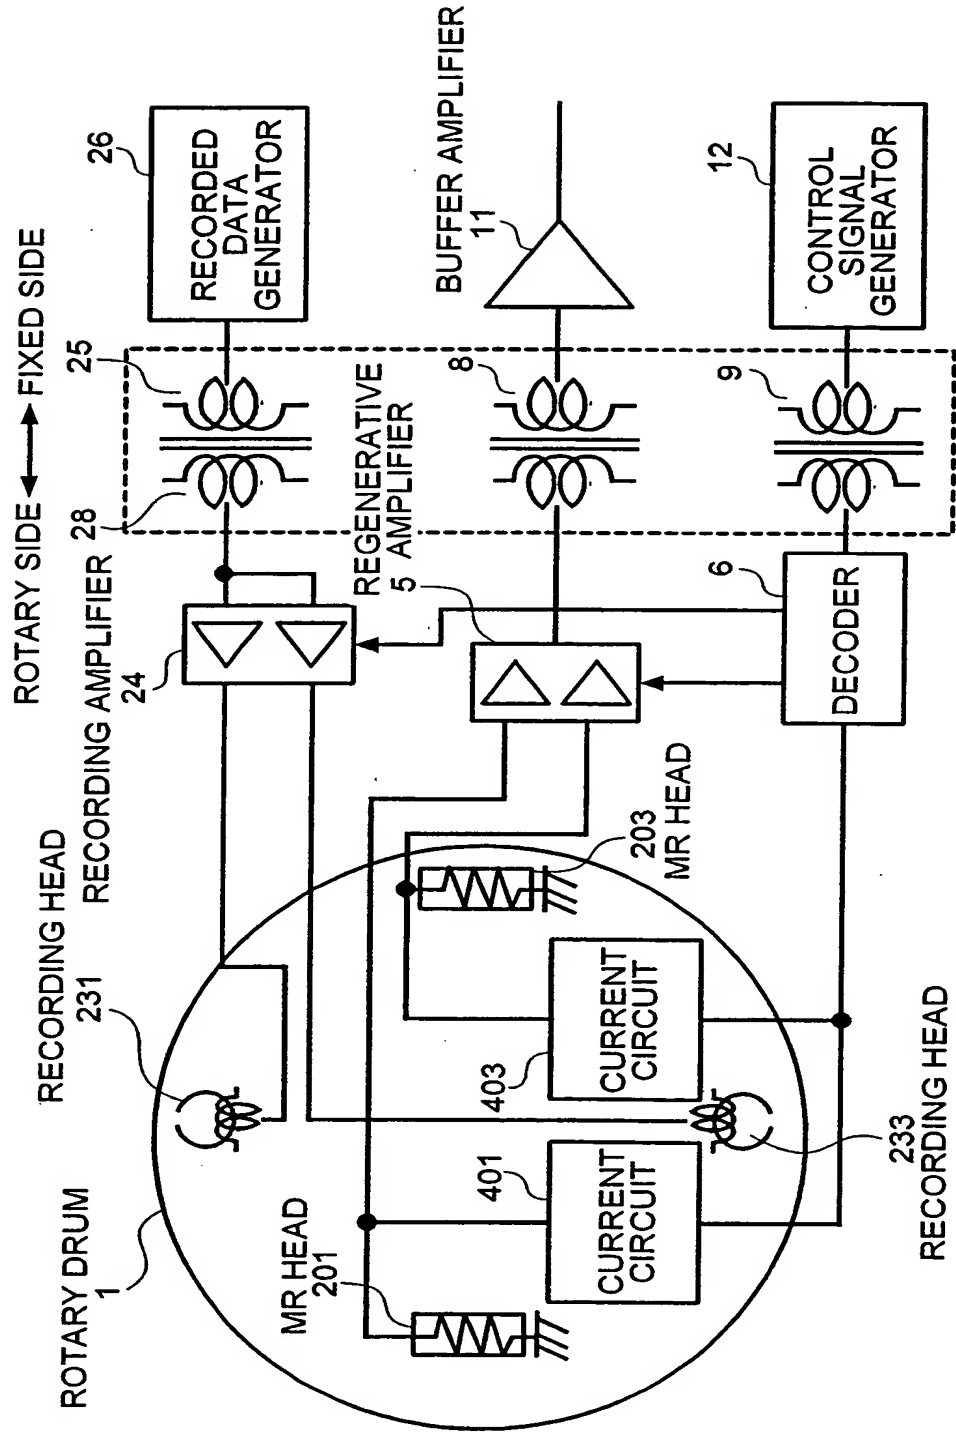 ROTARY SIDE FIXED SIDE
ROTARY DRUM
1
RECORDING HEAD
231
RECORDING AMPLIFIER
24
28
25
26
RECORDED
DATA
GENERATOR
MR HEAD
201
REGENERATIVE
5 AMPLIFIER
8
BUFFER AMPLIFIER
11
401
CURRENT
CIRCUIT
403
CURRENT
CIRCUIT
203
MR HEAD
6
DECODER
9
12
CONTROL
SIGNAL
GENERATOR
233
RECORDING HEAD